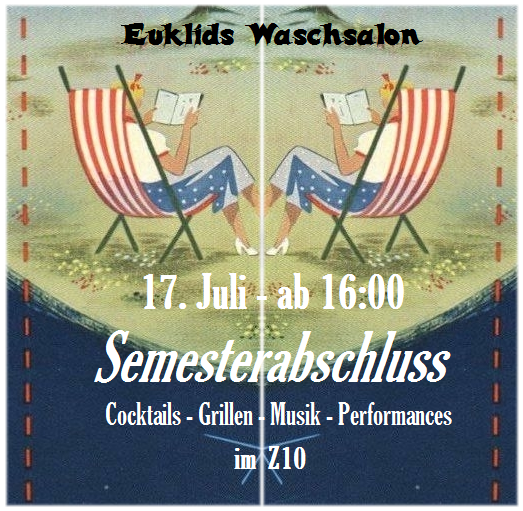 Euklids Waschsalon
17. Juli - ab 16:00
Semesterabschluss
Cocktails - Grillen - Musik - Performances
im Z10